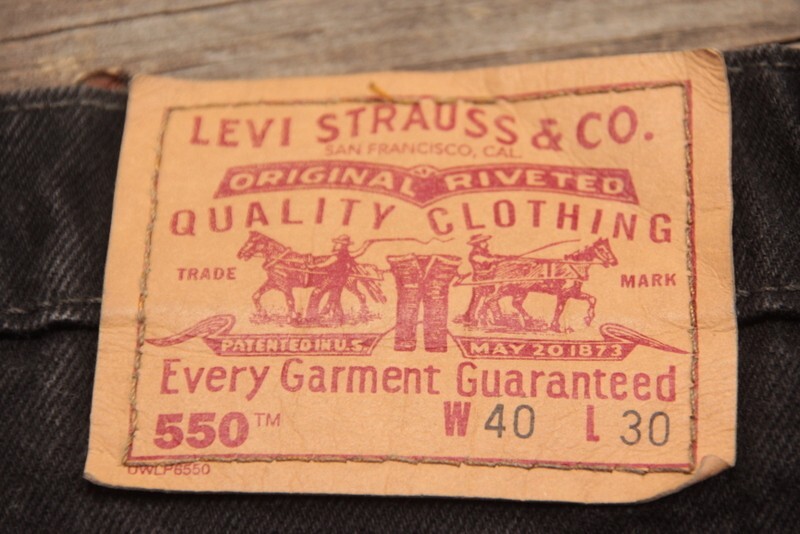 LEVI STRAUSS & CO.
SAN FRANCISCO, CAL.
ORIGINAL RIVETED
QUALITY CLOTHING
TRADE MARK
PATENTED IN U.S. MAY 20 1873
Every Garment Guaranteed
550™ W 40 L 30
UWLP8550